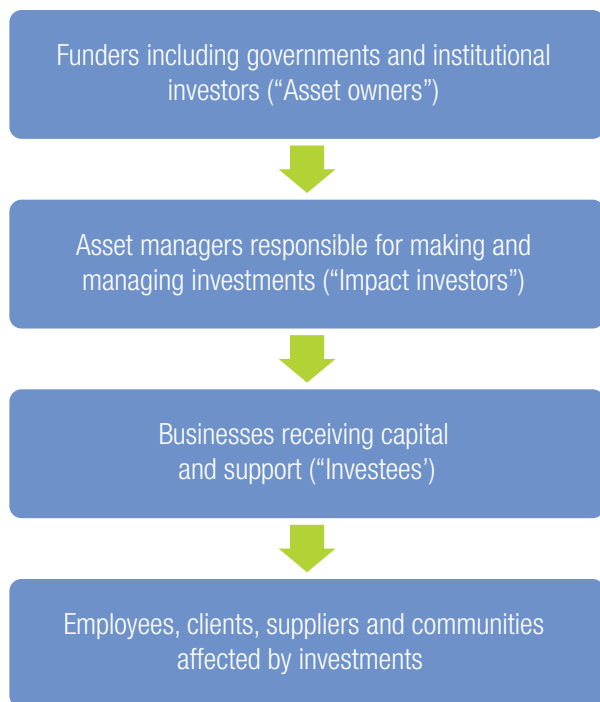 Funders including governments and institutional
investors (“Asset owners”)
Asset managers responsible for making and
managing investments (“Impact investors”)
Businesses receiving capital
and support (“Investees’)
Employees, clients, suppliers and communities
affected by investments